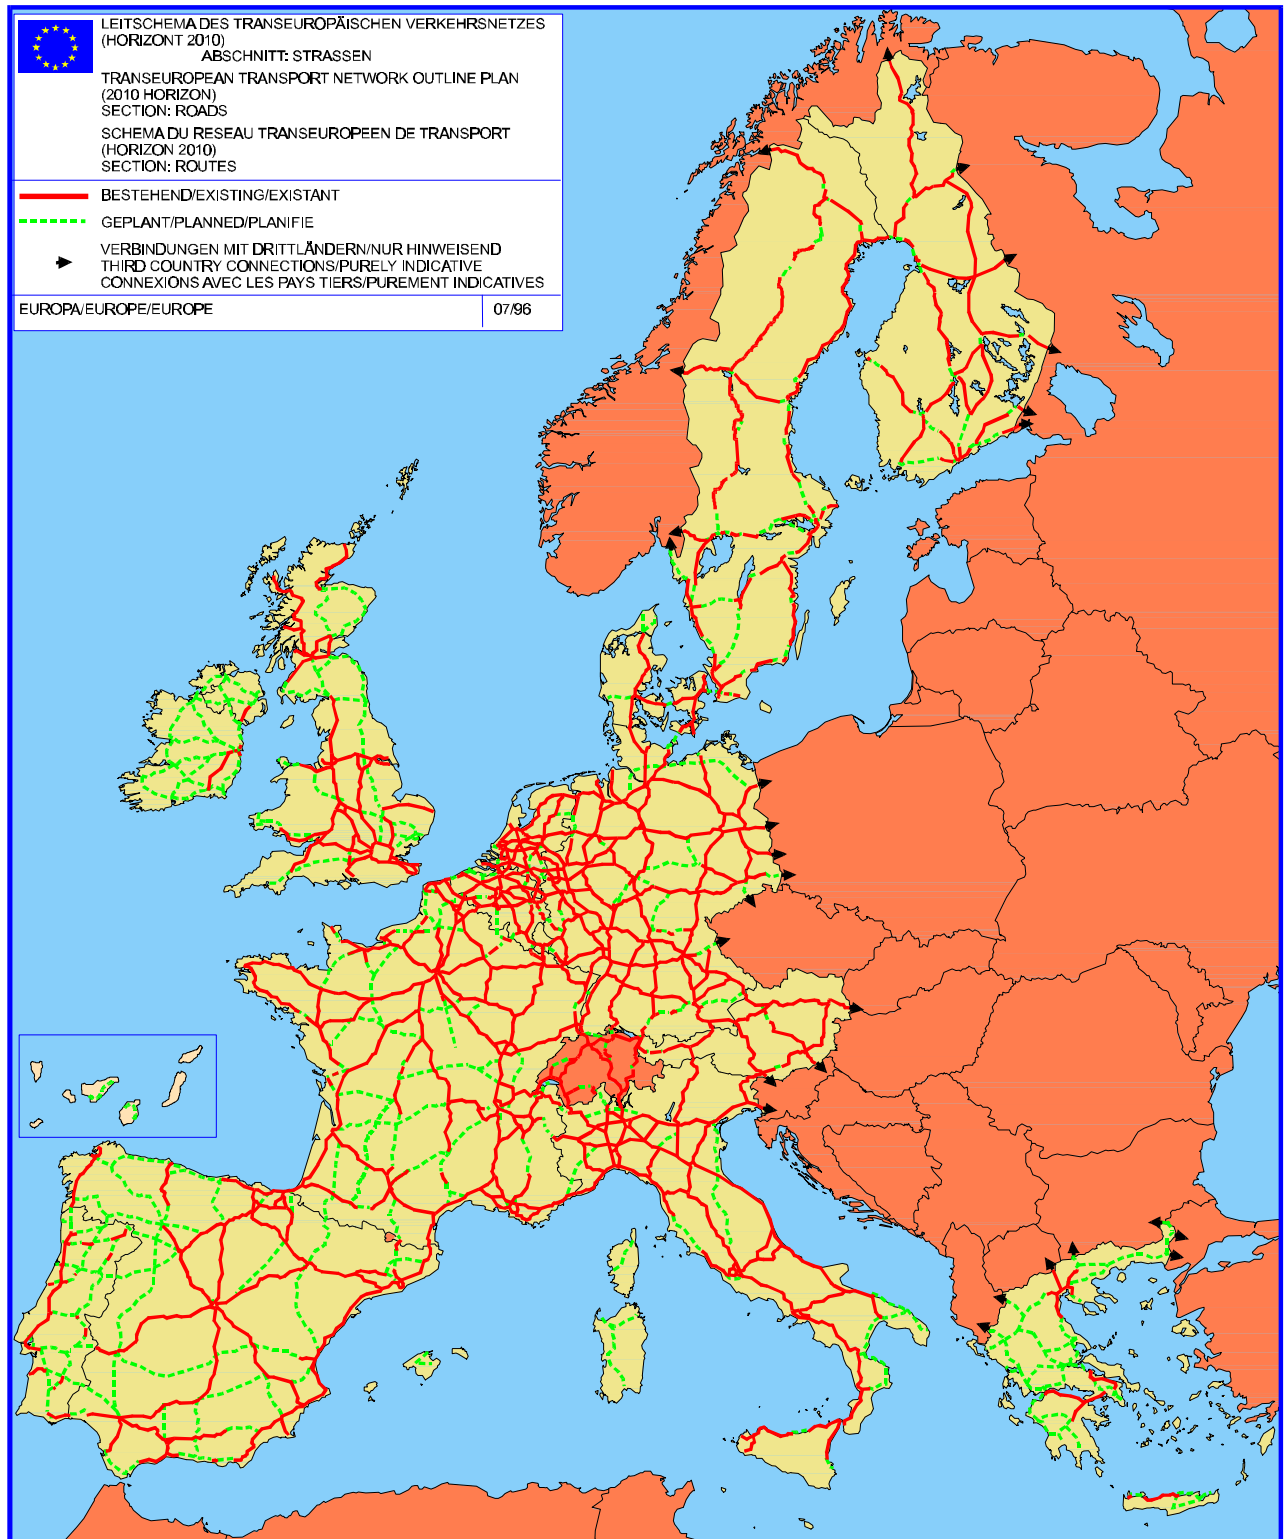 LEITSCHEMA DES TRANSEUROPÄISCHEN VERKEHRSNETZES
(HORIZONT 2010)
ABSCHNITT: STRASSEN
TRANSEUROPEAN TRANSPORT NETWORK OUTLINE PLAN
(2010 HORIZON)
SECTION: ROADS
SCHEMA DU RESEAU TRANSEUROPEEN DE TRANSPORT
(HORIZON 2010)
SECTION: ROUTES
BESTEHEND/EXISTING/EXISTANT
GEPLANT/PLANNED/PLANIFIE
VERBINDUNGEN MIT DRITTLÄNDERN/NUR HINWEISEND
THIRD COUNTRY CONNECTIONS/PURELY INDICATIVE
CONNEXIONS AVEC LES PAYS TIERS/PUREMENT INDICATIVES
EUROPA/EUROPE/EUROPE 07/96